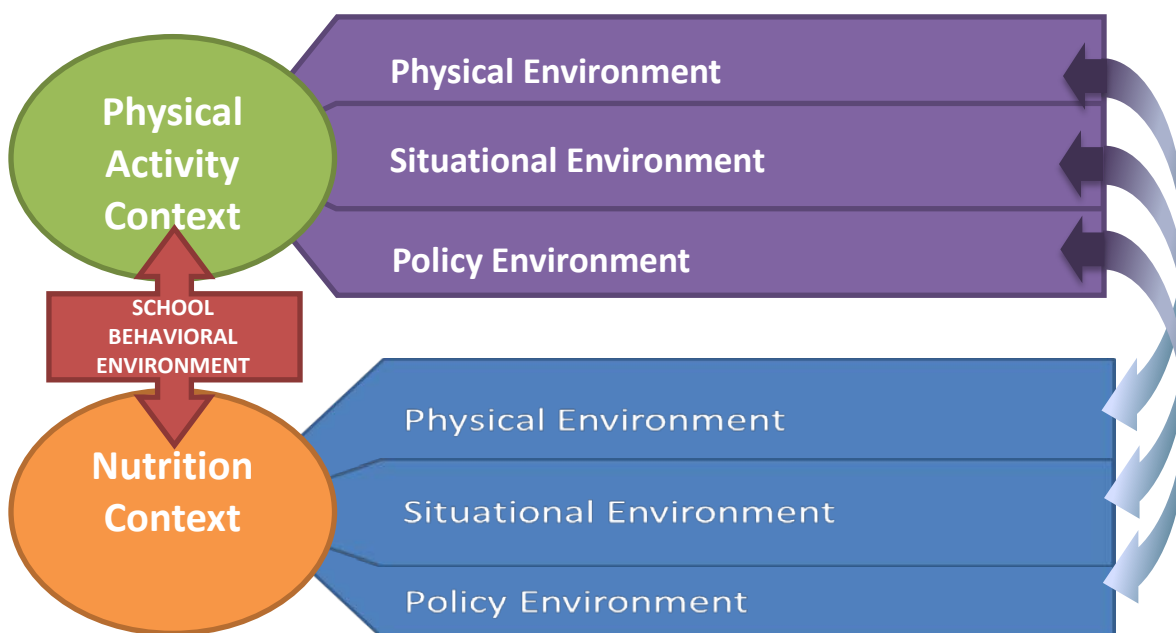 Physical
Activity
Context
Physical Environment
Situational Environment
Policy Environment
SCHOOL
BEHAVIORAL
ENVIRONMENT
Nutrition
Context
Physical Environment
Situational Environment
Policy Environment